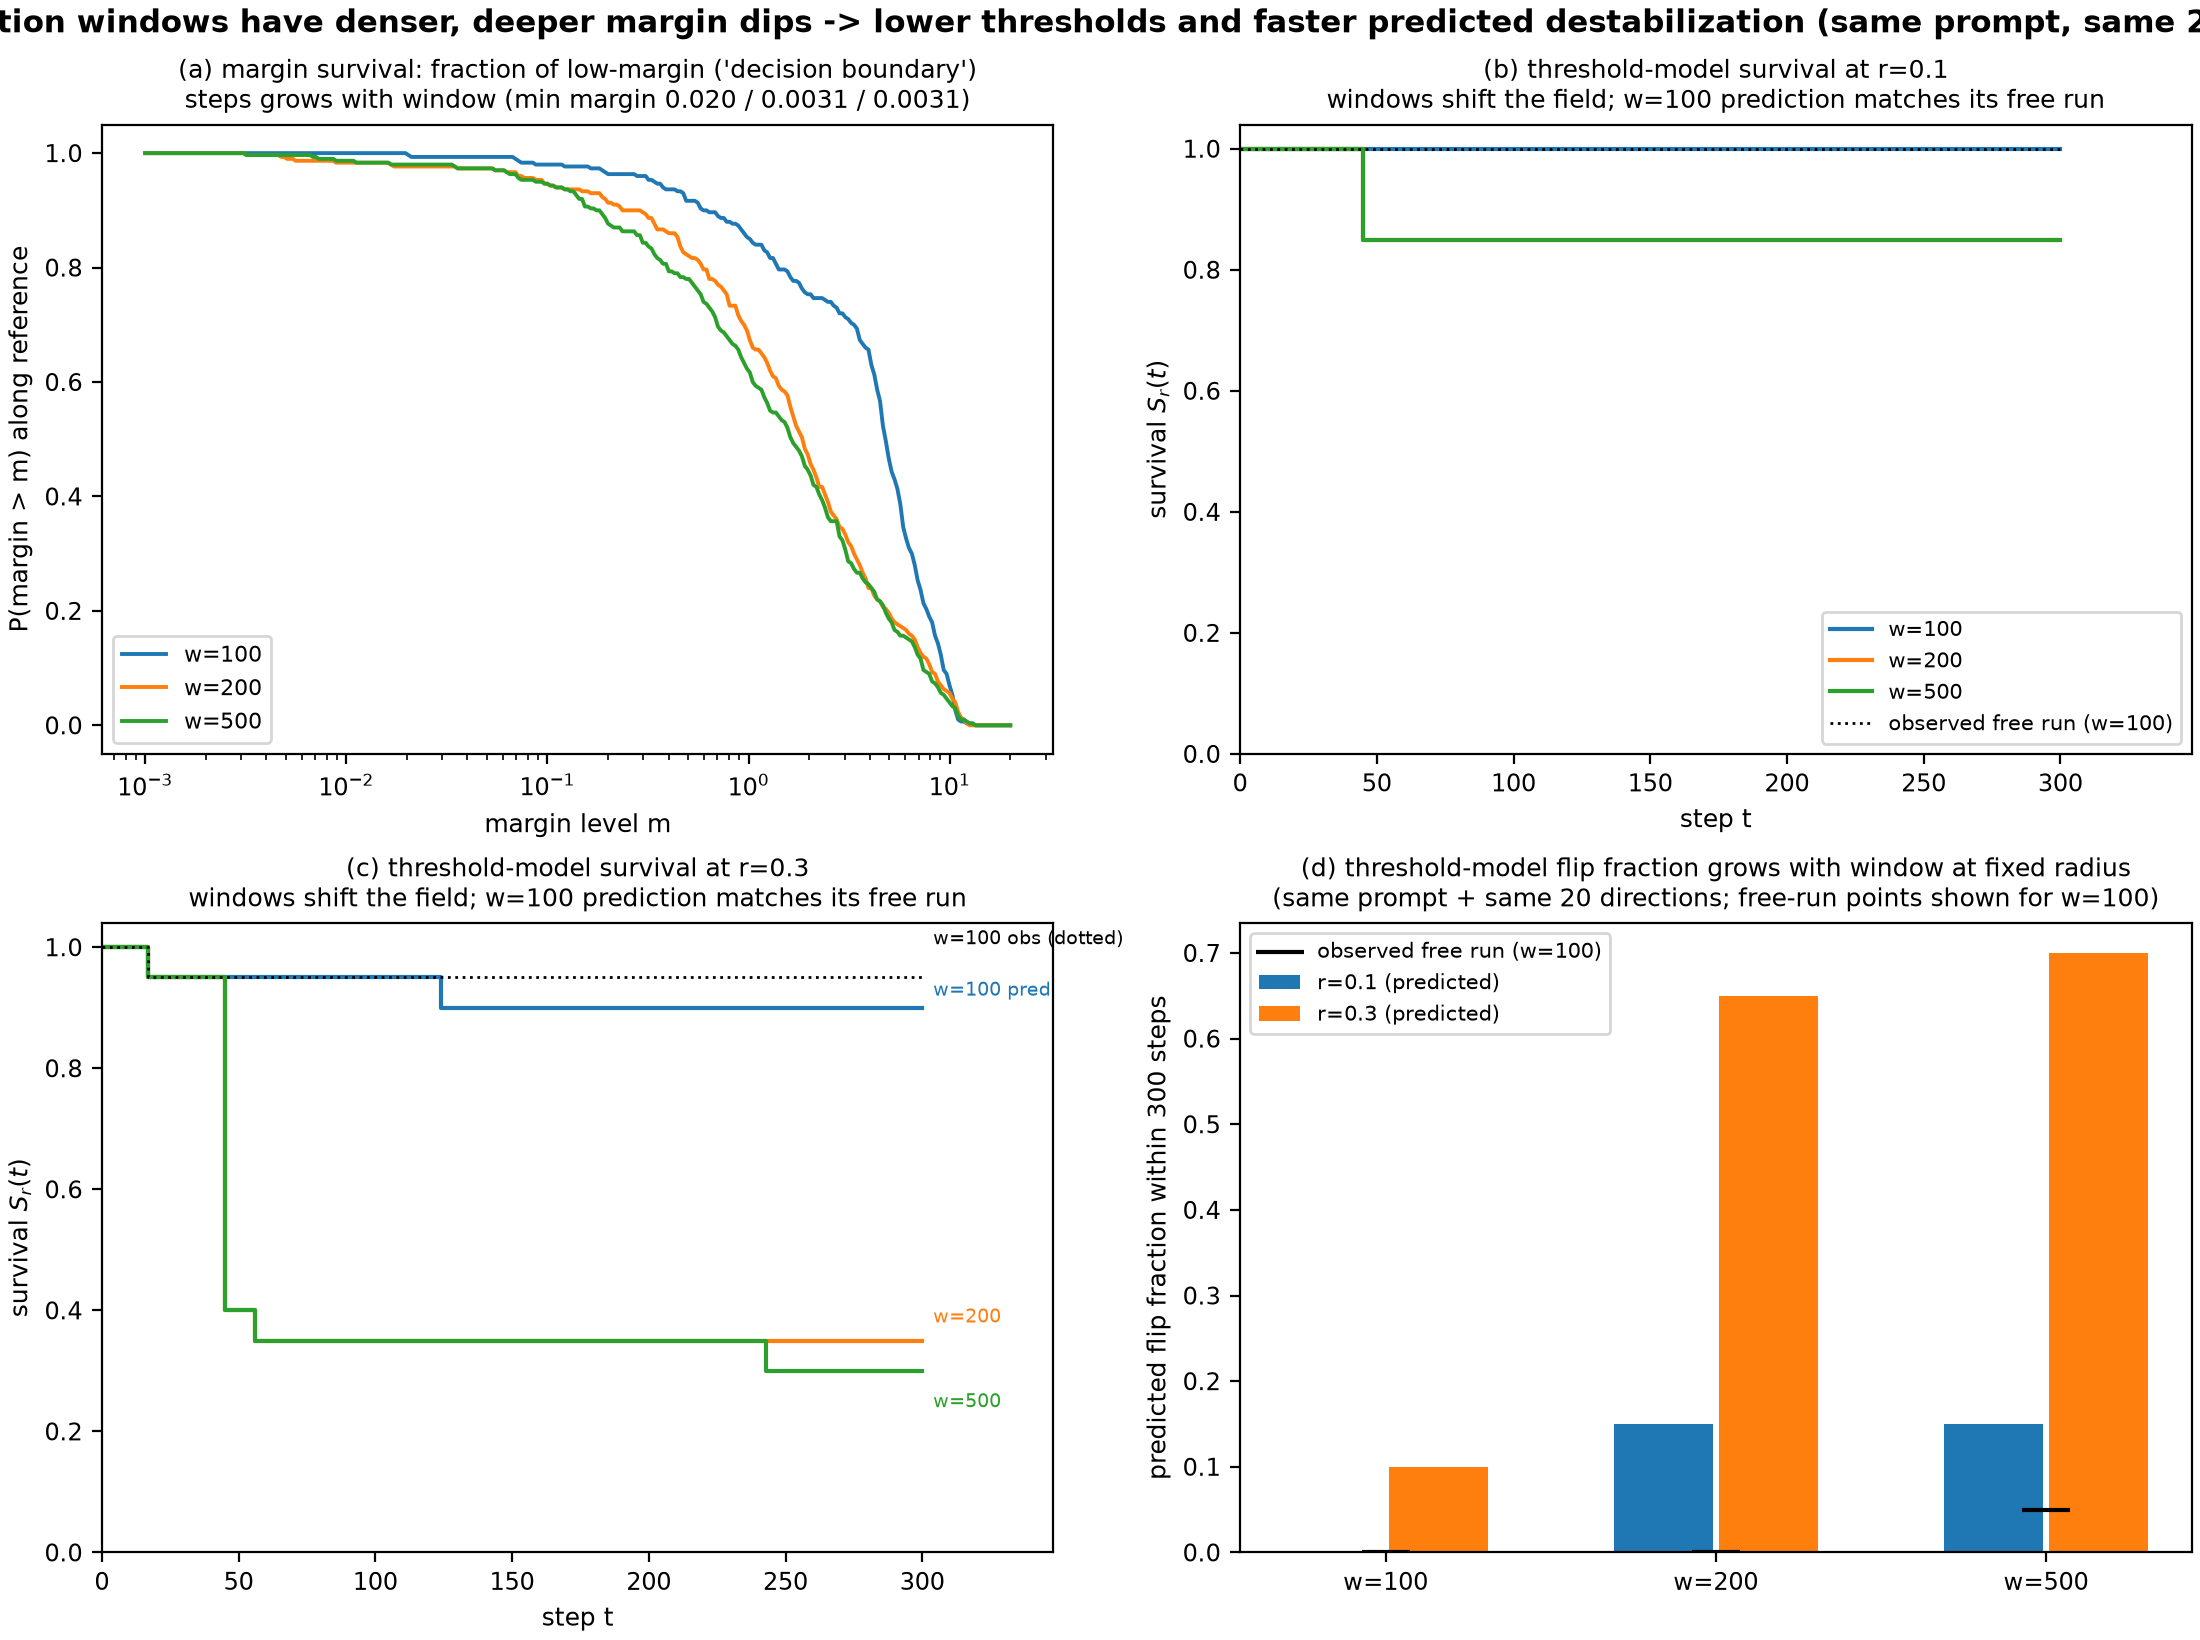 tion windows have denser, deeper margin dips -> lower thresholds and faster predicted destabilization (same prompt, same 2
(a) margin survival: fraction of low-margin ('decision boundary')
steps grows with window (min margin 0.020 / 0.0031 / 0.0031)
P(margin > m) along reference
1.0
0.8
0.6
0.4
0.2
0.0
w=100
w=200
w=500
10⁻³
10⁻²
10⁻¹
10⁰
10¹
margin level m
(b) threshold-model survival at r=0.1
windows shift the field; w=100 prediction matches its free run
survival Sᵣ(t)
1.0
0.8
0.6
0.4
0.2
0.0
w=100
w=200
w=500
observed free run (w=100)
0
50
100
150
200
250
300
step t
(c) threshold-model survival at r=0.3
windows shift the field; w=100 prediction matches its free run
survival Sᵣ(t)
1.0
0.8
0.6
0.4
0.2
0.0
w=100 obs (dotted)
w=100 pred
w=200
w=500
0
50
100
150
200
250
300
step t
(d) threshold-model flip fraction grows with window at fixed radius
(same prompt + same 20 directions; free-run points shown for w=100)
predicted flip fraction within 300 steps
0.7
0.6
0.5
0.4
0.3
0.2
0.1
0.0
observed free run (w=100)
r=0.1 (predicted)
r=0.3 (predicted)
w=100
w=200
w=500